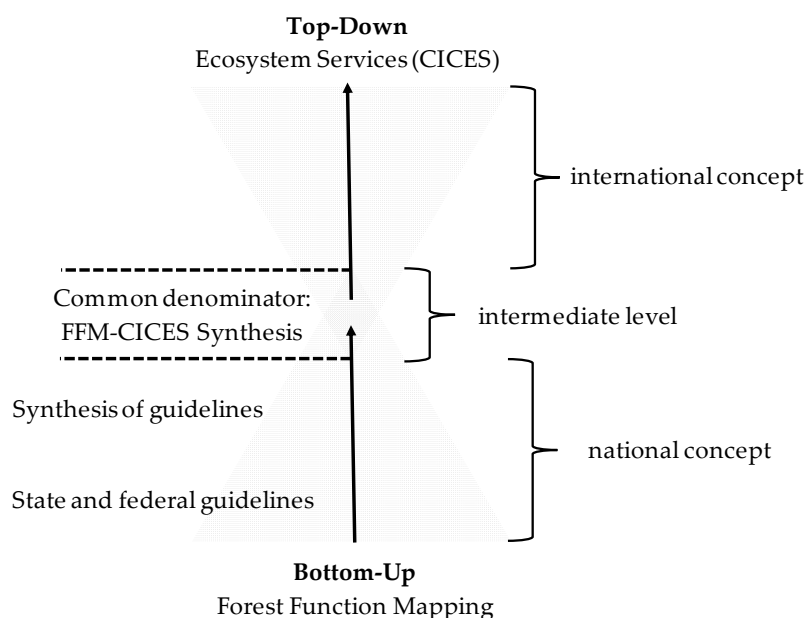 Top-Down
Ecosystem Services (CICES)
international concept
Common denominator:
FFM-CICES Synthesis
intermediate level
Synthesis of guidelines
national concept
State and federal guidelines
Bottom-Up
Forest Function Mapping